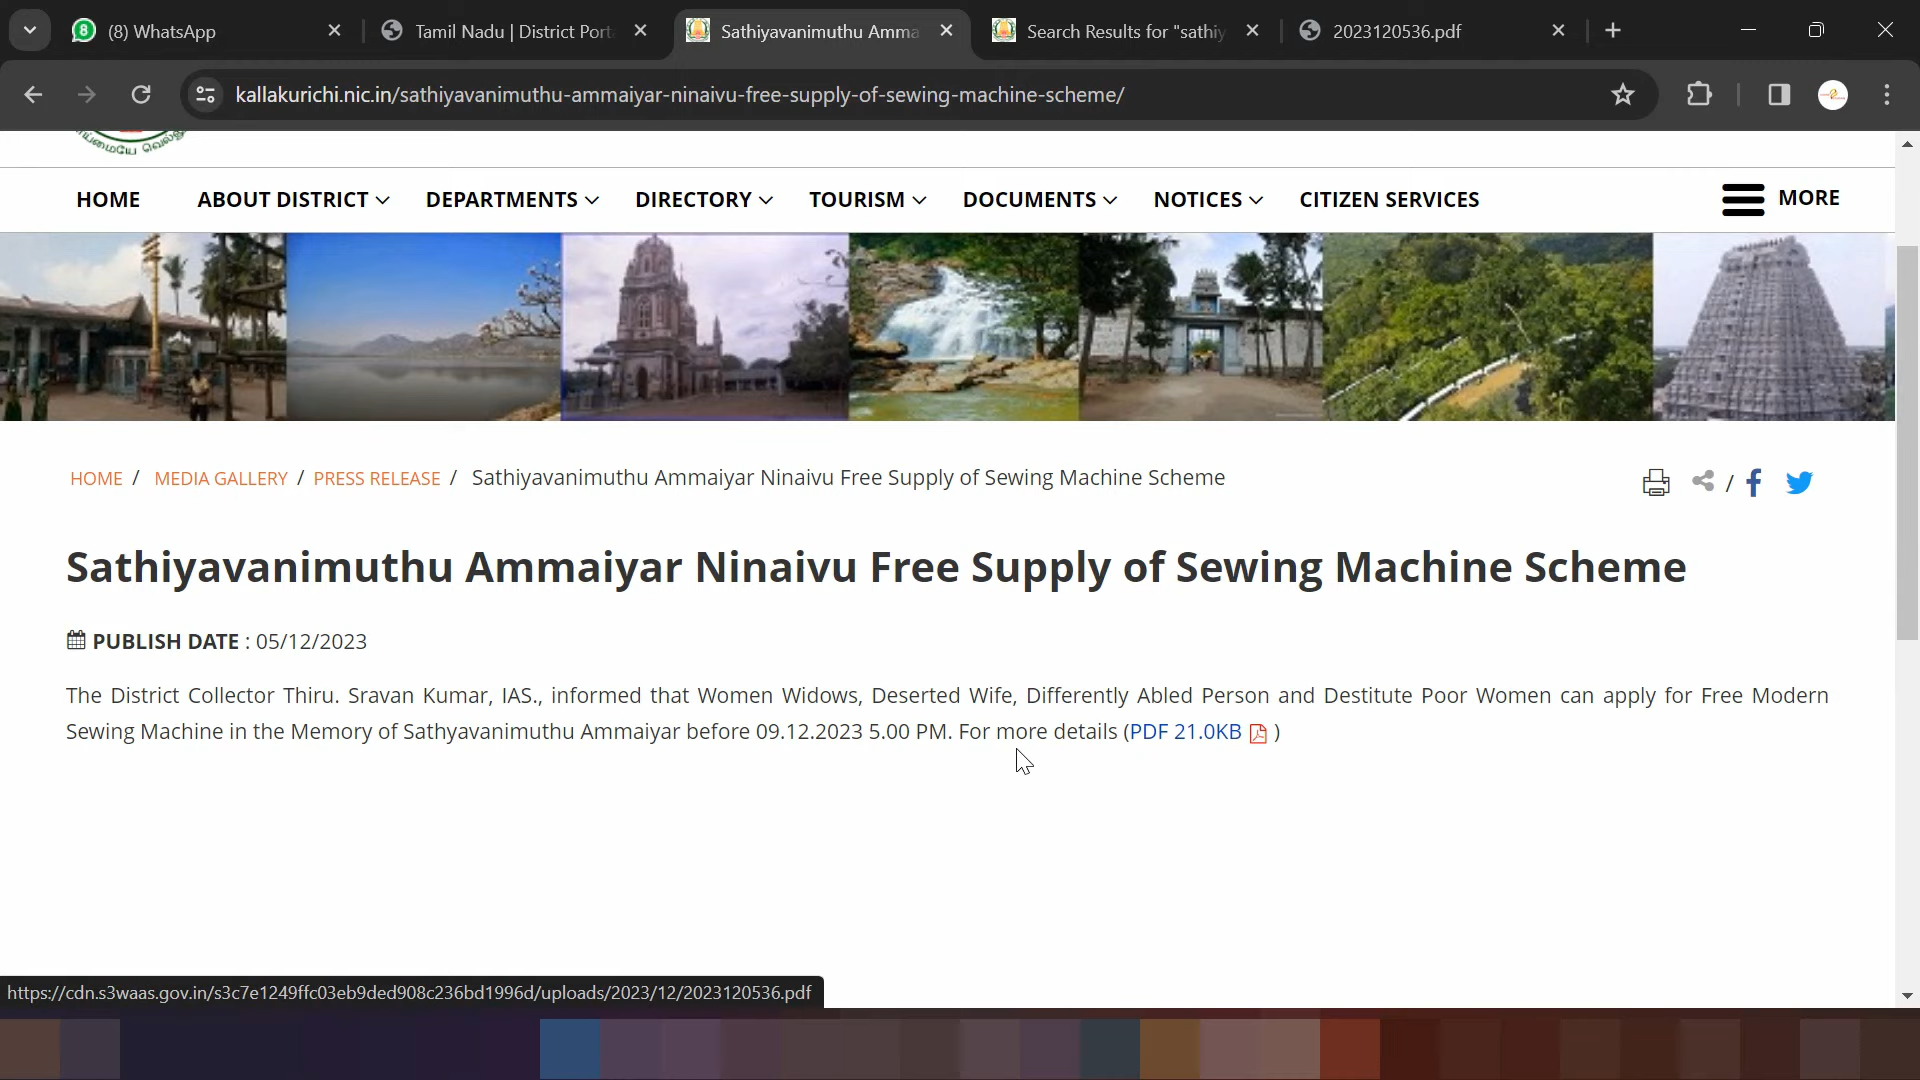 (8) WhatsApp
Tamil Nadu | District Port
Sathiyavanimuthu Amma
Search Results for "sathiy
2023120536.pdf
kallakurichi.nic.in/sathiyavanimuthu-ammaiyar-ninaivu-free-supply-of-sewing-machine-scheme/
HOME ABOUT DISTRICT DEPARTMENTS DIRECTORY TOURISM DOCUMENTS NOTICES CITIZEN SERVICES MORE
HOME / MEDIA GALLERY / PRESS RELEASE / Sathiyavanimuthu Ammaiyar Ninaivu Free Supply of Sewing Machine Scheme
/
Sathiyavanimuthu Ammaiyar Ninaivu Free Supply of Sewing Machine Scheme
PUBLISH DATE : 05/12/2023
The District Collector Thiru. Sravan Kumar, IAS., informed that Women Widows, Deserted Wife, Differently Abled Person and Destitute Poor Women can apply for Free Modern
Sewing Machine in the Memory of Sathyavanimuthu Ammaiyar before 09.12.2023 5.00 PM. For more details (PDF 21.0KB )
https://cdn.s3waas.gov.in/s3c7e1249ffc03eb9ded908c236bd1996d/uploads/2023/12/2023120536.pdf